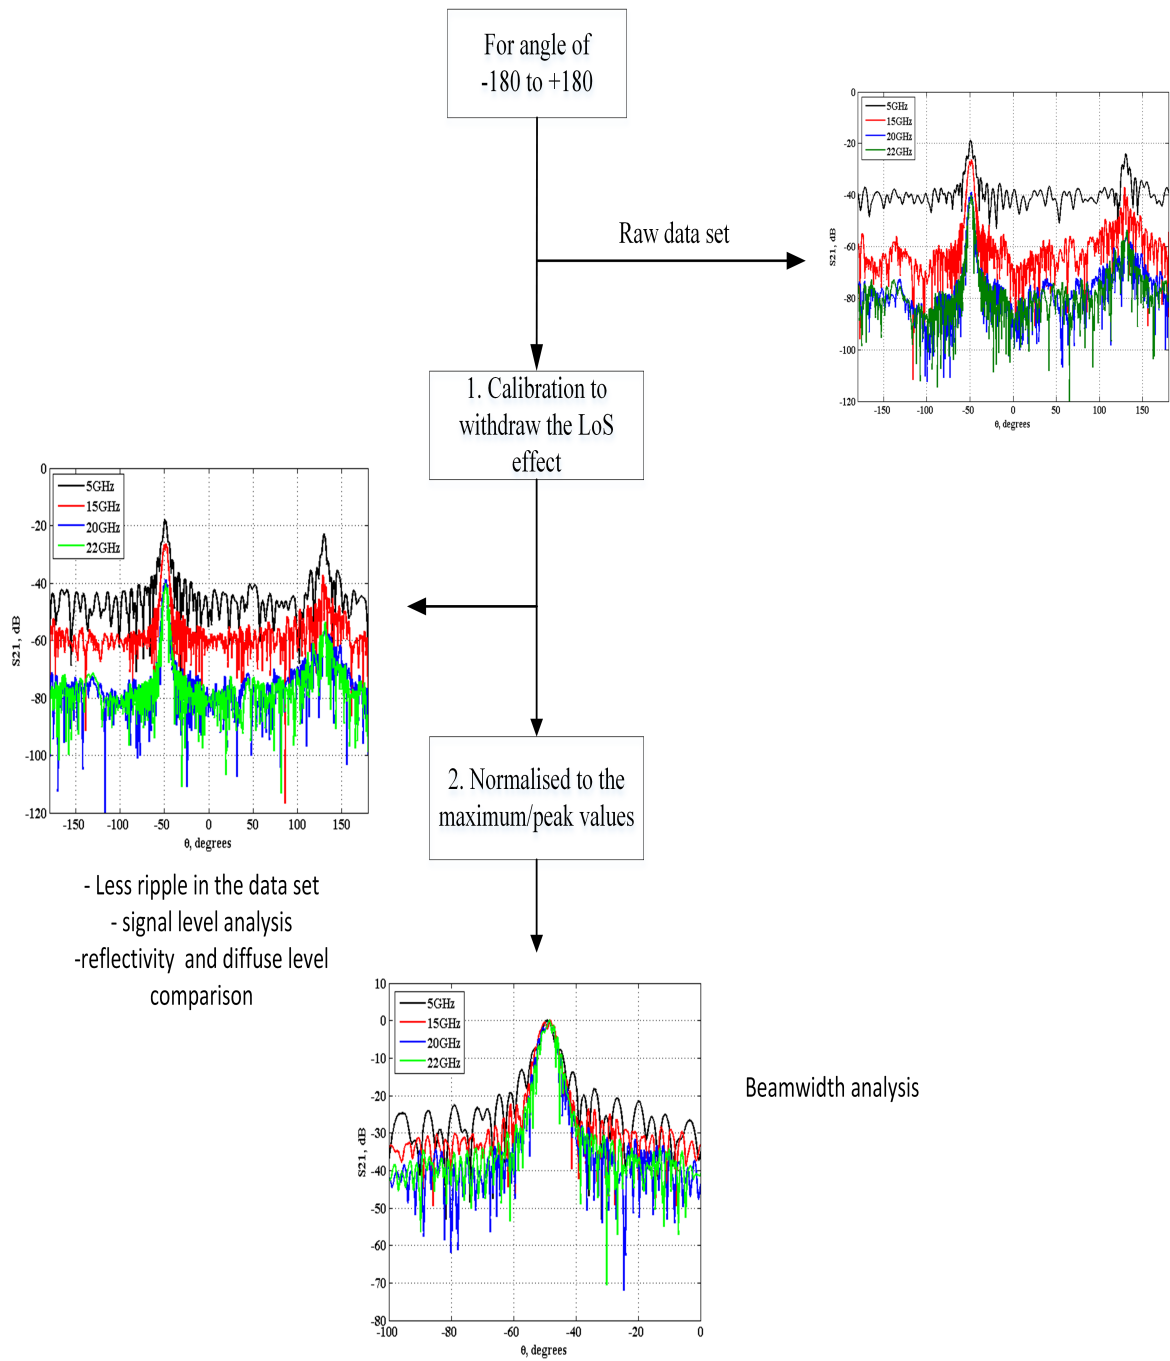 For angle of
-180 to +180
Raw data set
0
-20
-40
-60
-80
-100
-120
S21, dB
5GHz
15GHz
20GHz
22GHz
-150 -100 -50 0 50 100 150
θ, degrees
1. Calibration to
withdraw the LoS
effect
0
-20
-40
-60
-80
-100
-120
S21, dB
5GHz
15GHz
20GHz
22GHz
-150 -100 -50 0 50 100 150
θ, degrees
- Less ripple in the data set
- signal level analysis
-reflectivity and diffuse level
comparison
2. Normalised to the
maximum/peak values
10
0
-10
-20
-30
-40
-50
-60
-70
-80
S21, dB
5GHz
15GHz
20GHz
22GHz
-100 -80 -60 -40 -20 0
θ, degrees
Beamwidth analysis